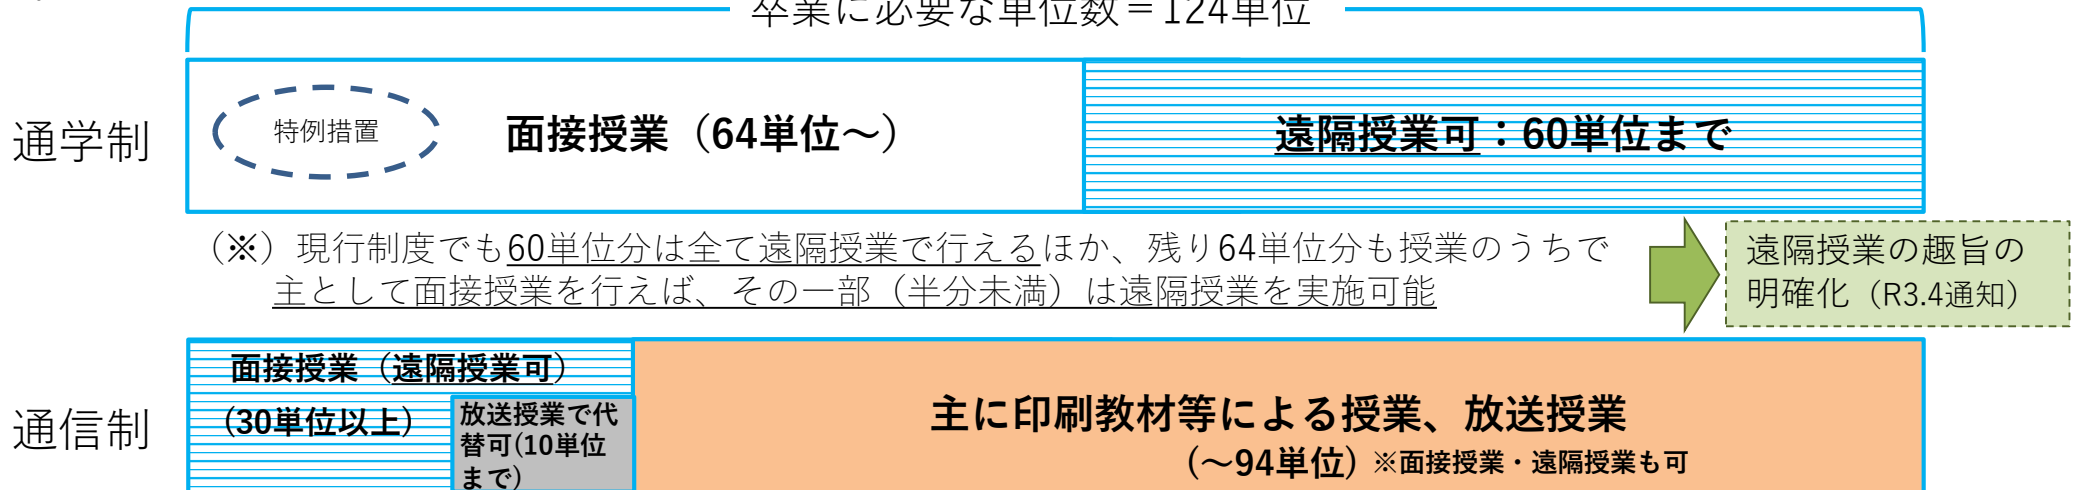 卒業に必要な単位数＝124単位
通学制
特例措置
面接授業（64単位～）
遠隔授業可：60単位まで
（※）現行制度でも60単位分は全て遠隔授業で行えるほか、残り64単位分も授業のうちで
主として面接授業を行えば、その一部（半分未満）は遠隔授業を実施可能
遠隔授業の趣旨の
明確化（R3.4通知）
通信制
面接授業（遠隔授業可）
（30単位以上）
放送授業で代
替可(10単位
まで)
主に印刷教材等による授業、放送授業
（～94単位）※面接授業・遠隔授業も可